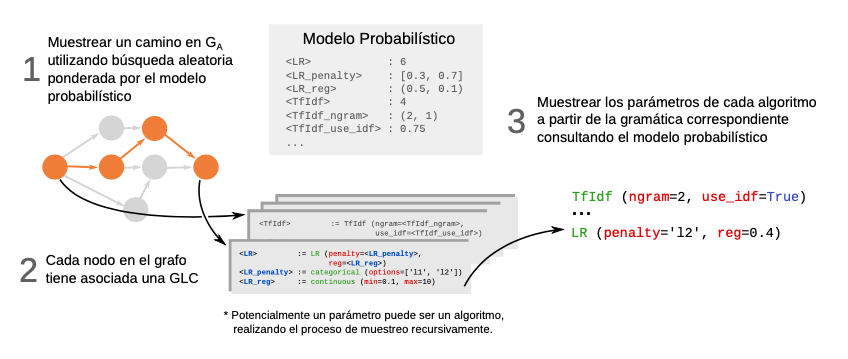 1
Muestrear un camino en G_A
utilizando búsqueda aleatoria
ponderada por el modelo
probabilístico
Modelo Probabilístico
<LR> : 6
<LR_penalty> : [0.3, 0.7]
<LR_reg> : (0.5, 0.1)
<TfIdf> : 4
<TfIdf_ngram> : (2, 1)
<TfIdf_use_idf> : 0.75
...
3
Muestrear los parámetros de cada algoritmo
a partir de la gramática correspondiente
consultando el modelo probabilístico
<TfIdf> := TfIdf (ngram=<TfIdf_ngram>,
use_idf=<TfIdf_use_idf>)
<LR> := LR (penalty=<LR_penalty>,
reg=<LR_reg>)
<LR_penalty> := categorical (options=['l1', 'l2'])
<LR_reg> := continuous (min=0.1, max=10)
TfIdf (ngram=2, use_idf=True)
...
LR (penalty='l2', reg=0.4)
2
Cada nodo en el grafo
tiene asociada una GLC
* Potencialmente un parámetro puede ser un algoritmo,
realizando el proceso de muestreo recursivamente.